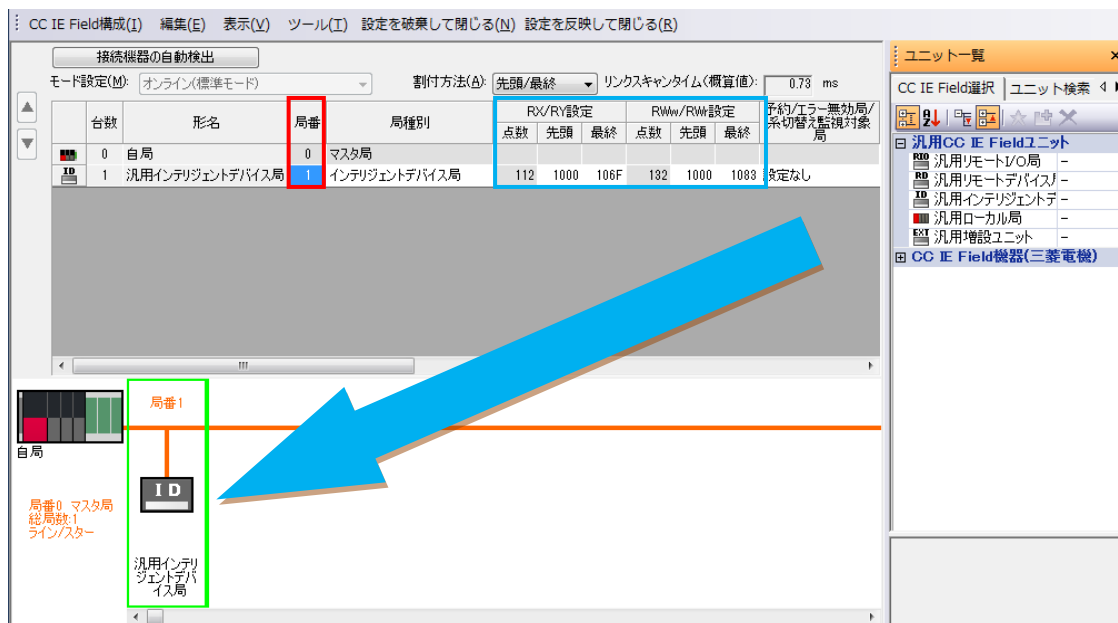 CC IE Field構成(I) 編集(E) 表示(V) ツール(T) 設定を破棄して閉じる(N) 設定を反映して閉じる(R)
接続機器の自動検出
モード設定(M): オンライン(標準モード) 割付方法(A): 先頭/最終 リンクスキャンタイム(概算値): 0.73 ms
台数 形名 局番 局種別 RX/RY設定 RWw/RWr設定 予約/エラー無効局/系切替え監視対象局
点数 先頭 最終 点数 先頭 最終
0 自局 0 マスタ局
ID 1 汎用インテリジェントデバイス局 1 インテリジェントデバイス局 112 1000 106F 132 1000 1083 設定なし
局番1
自局
ID
局番0 マスタ局
総局数:1
ライン/スター
汎用インテリ
ジェントデバ
イス局
ユニット一覧
CC IE Field選択 ユニット検索
汎用CC IE Fieldユニット
RIO 汎用リモートI/O局 -
RD 汎用リモートデバイス -
ID 汎用インテリジェントデ -
汎用ローカル局 -
EXT 汎用増設ユニット -
CC IE Field機器(三菱電機)